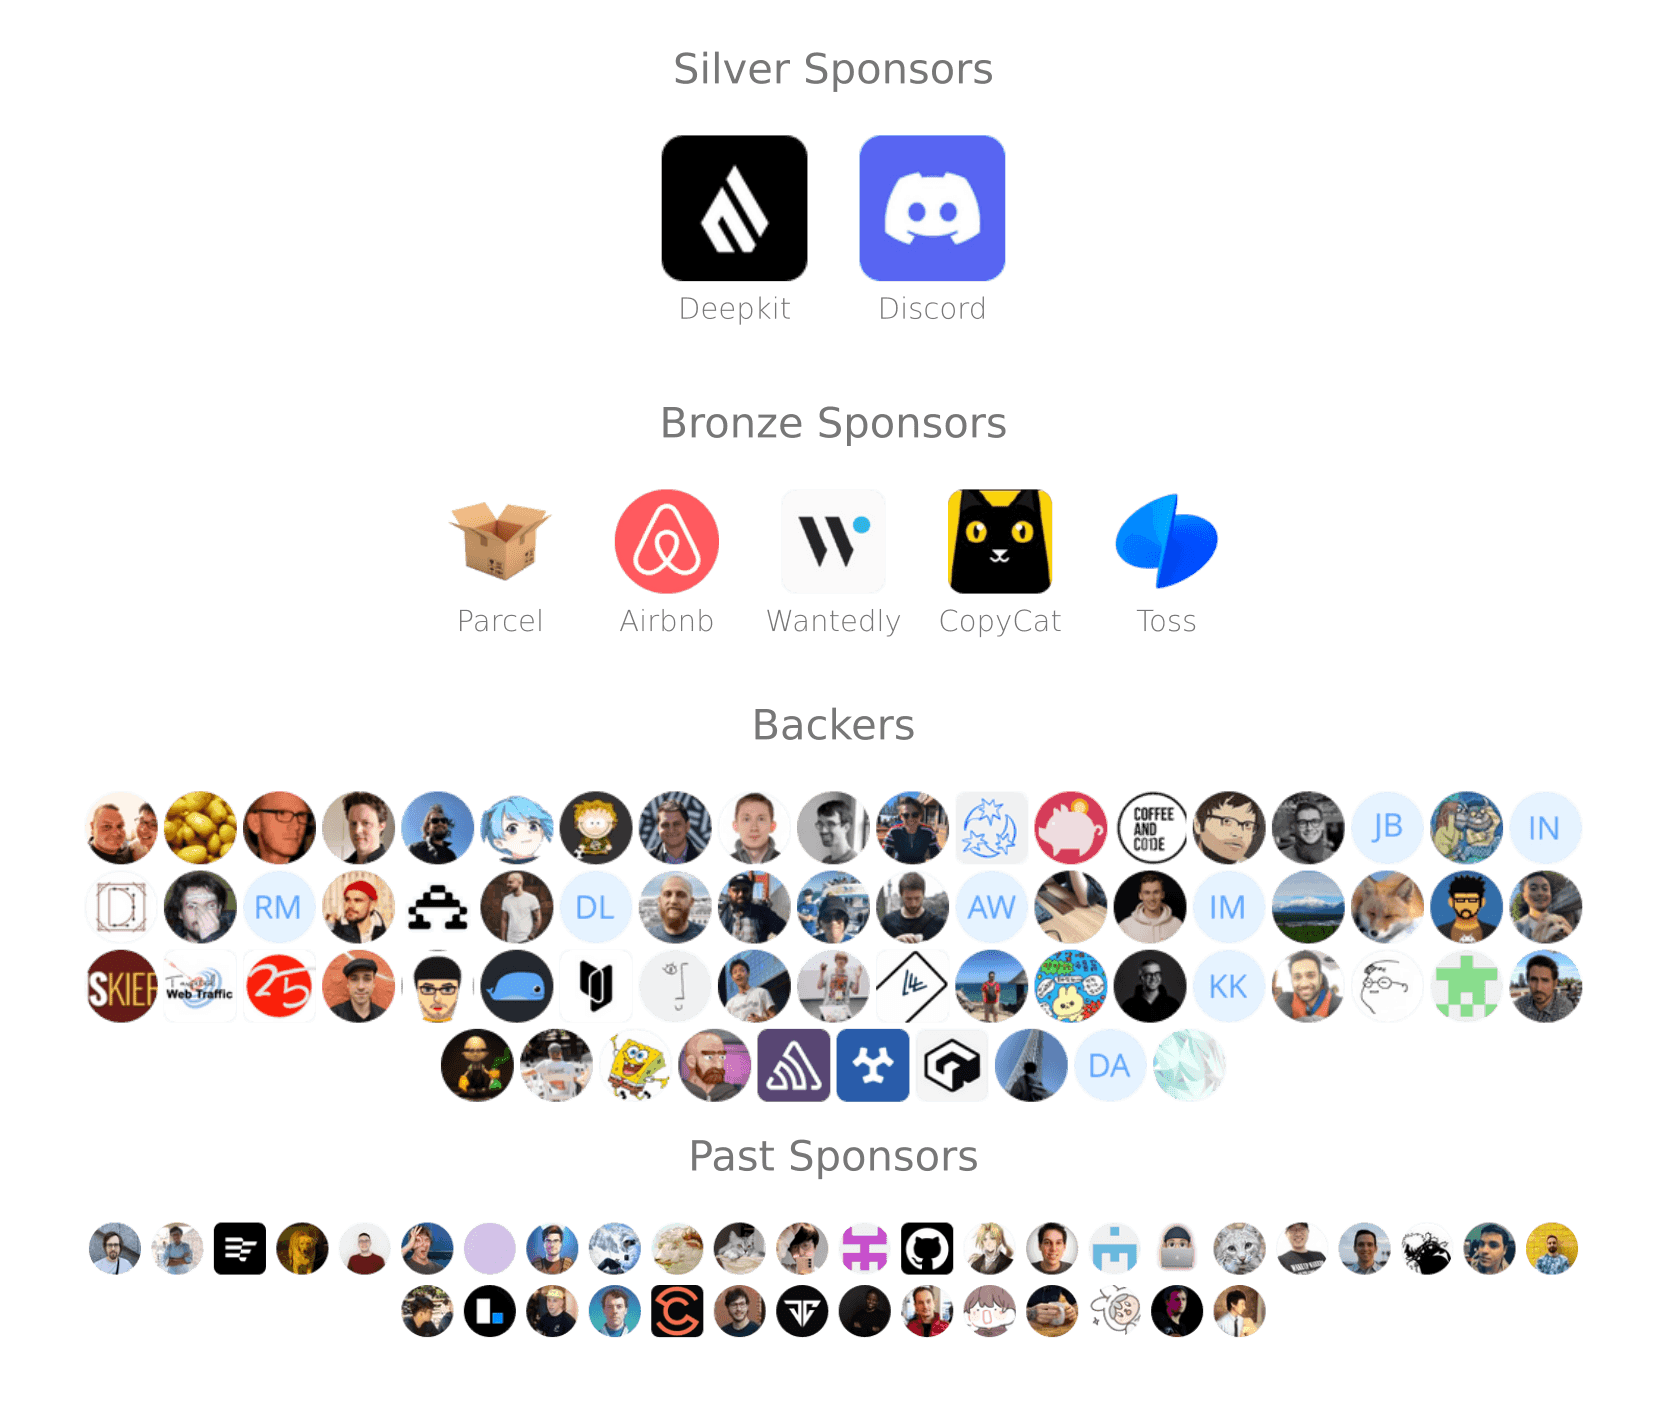 Silver Sponsors
Deepkit
Discord
Bronze Sponsors
Parcel
Airbnb
Wantedly
CopyCat
Toss
Backers
COFFEE
AND
CODE
JB
IN
RM
DL
AW
IM
SKIEF
Web Traffic
25
KK
DA
Past Sponsors